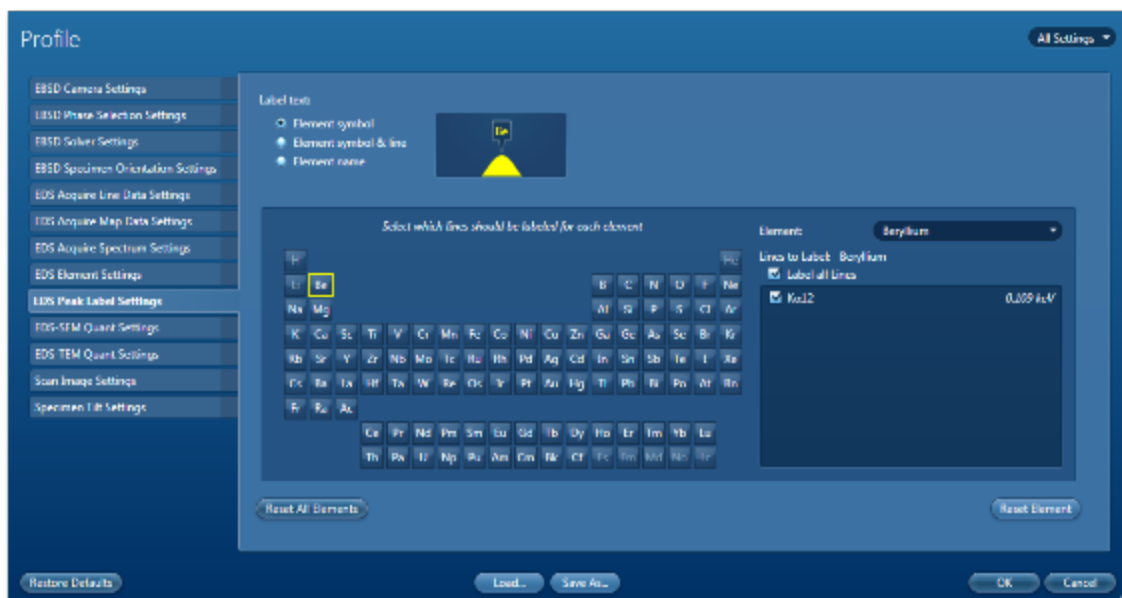 Profile
All Settings
EBSD Camera Settings
EBSD Phase Selection Settings
EBSD Solver Settings
EBSD Specimen Orientation Settings
EDS Acquire Line Data Settings
EDS Acquire Map Data Settings
EDS Acquire Spectrum Settings
EDS Element Settings
EDS Peak Label Settings
EDS-SEM Quant Settings
EDS TEM Quant Settings
Scan Image Settings
Specimen Tilt Settings
Label text:
Element symbol
Element symbol & line
Element name
Be
Select which lines should be labeled for each element
H He
Li Be B C N O F Ne
Na Mg Al Si P S Cl Ar
K Ca Sc Ti V Cr Mn Fe Co Ni Cu Zn Ga Ge As Se Br Kr
Rb Sr Y Zr Nb Mo Tc Ru Rh Pd Ag Cd In Sn Sb Te I Xe
Cs Ba La Hf Ta W Re Os Ir Pt Au Hg Tl Pb Bi Po At Rn
Fr Ra Ac
Ce Pr Nd Pm Sm Eu Gd Tb Dy Ho Er Tm Yb Lu
Th Pa U Np Pu Am Cm Bk Cf Es Fm Md No Lr
Element: Beryllium
Lines to Label: Beryllium
Label all Lines
Kα12 0.109 keV
Reset All Elements
Reset Element
Restore Defaults
Load...
Save As...
OK
Cancel